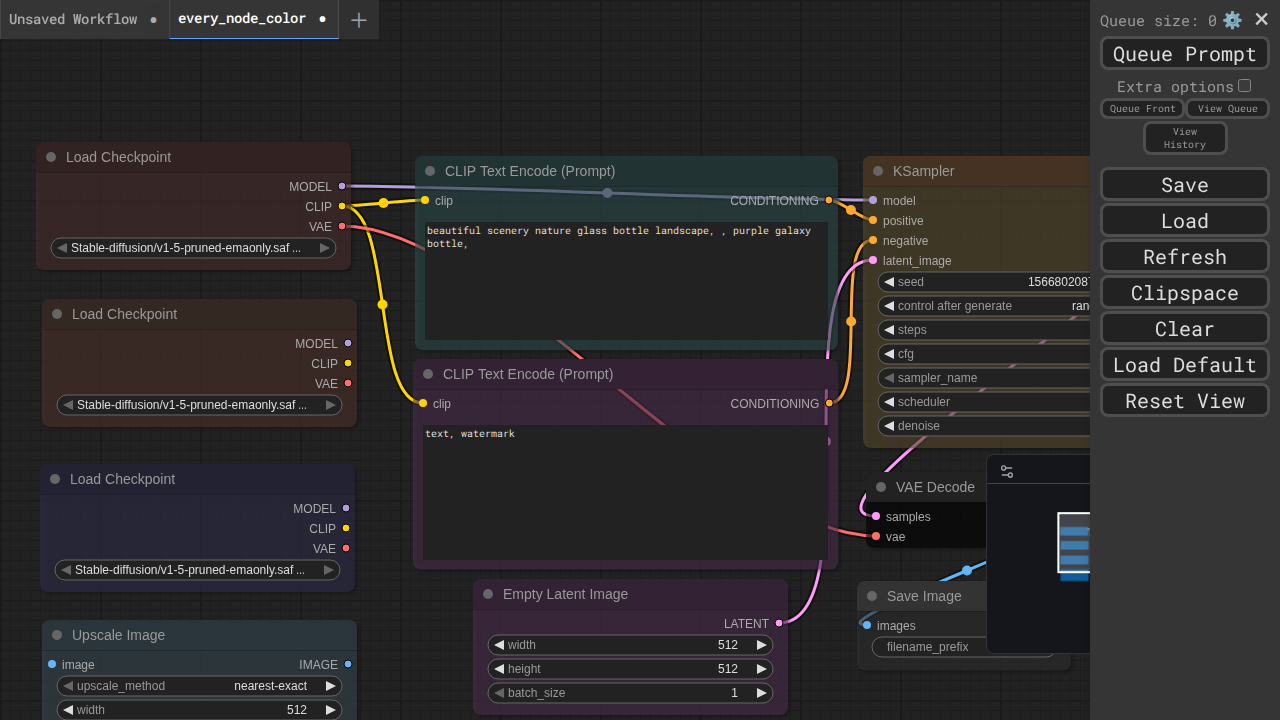 Unsaved Workflow
every_node_color
Queue size: 0
Queue Prompt
Extra options
Queue Front
View Queue
View
History
Save
Load
Refresh
Clipspace
Clear
Load Default
Reset View
Load Checkpoint
MODEL
CLIP
VAE
Stable-diffusion/v1-5-pruned-emaonly.saf ...
Load Checkpoint
MODEL
CLIP
VAE
Stable-diffusion/v1-5-pruned-emaonly.saf ...
Load Checkpoint
MODEL
CLIP
VAE
Stable-diffusion/v1-5-pruned-emaonly.saf ...
Upscale Image
image IMAGE
upscale_method nearest-exact
width 512
CLIP Text Encode (Prompt)
clip CONDITIONING
beautiful scenery nature glass bottle landscape, , purple galaxy
bottle,
CLIP Text Encode (Prompt)
clip CONDITIONING
text, watermark
Empty Latent Image
LATENT
width 512
height 512
batch_size 1
KSampler
model
positive
negative
latent_image
seed 156680208
control after generate ran
steps
cfg
sampler_name
scheduler
denoise
VAE Decode
samples
vae
Save Image
images
filename_prefix